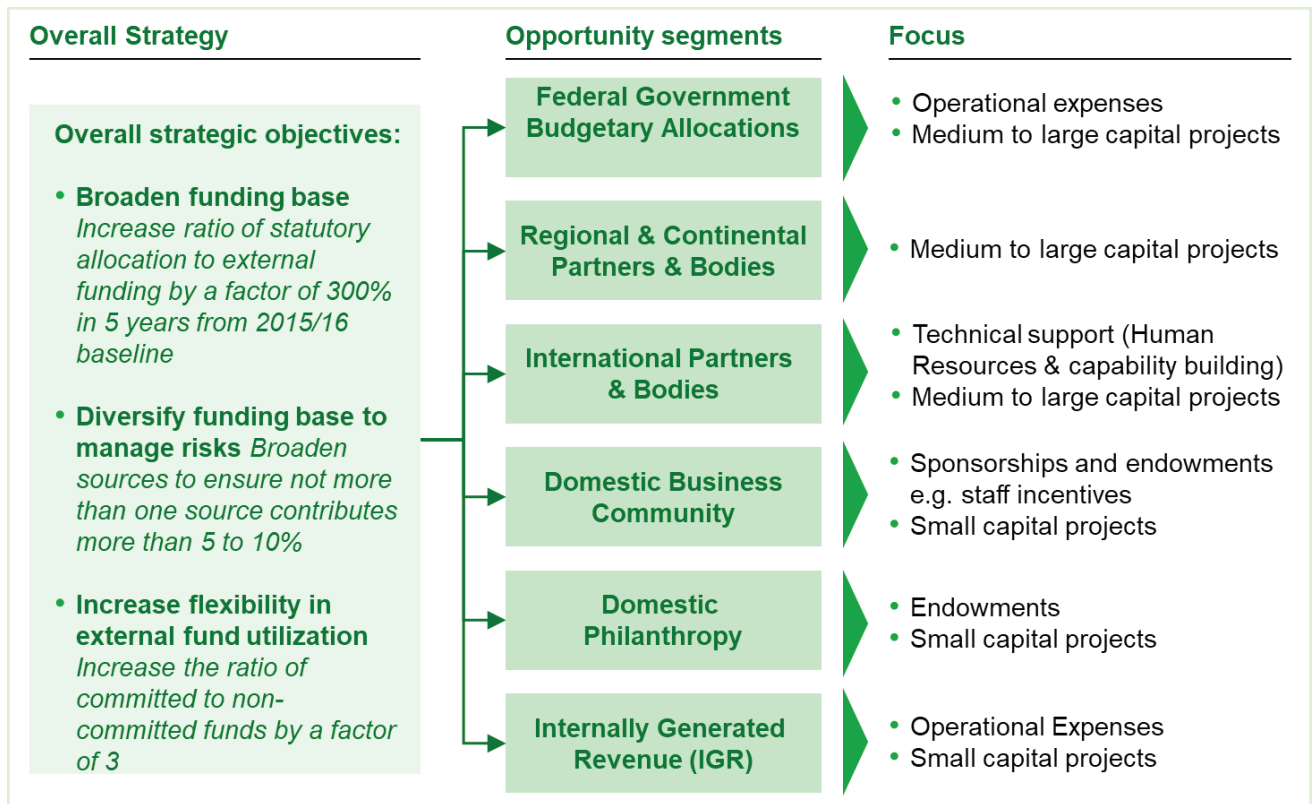 Overall Strategy
Overall strategic objectives:
• Broaden funding base
Increase ratio of statutory
allocation to external
funding by a factor of 300%
in 5 years from 2015/16
baseline
• Diversify funding base to
manage risks Broaden
sources to ensure not more
than one source contributes
more than 5 to 10%
• Increase flexibility in
external fund utilization
Increase the ratio of
committed to non-
committed funds by a factor
of 3
Opportunity segments
Federal Government
Budgetary Allocations
Regional & Continental
Partners & Bodies
International Partners
& Bodies
Domestic Business
Community
Domestic
Philanthropy
Internally Generated
Revenue (IGR)
Focus
• Operational expenses
• Medium to large capital projects
• Medium to large capital projects
• Technical support (Human
Resources & capability building)
• Medium to large capital projects
• Sponsorships and endowments
e.g. staff incentives
• Small capital projects
• Endowments
• Small capital projects
• Operational Expenses
• Small capital projects